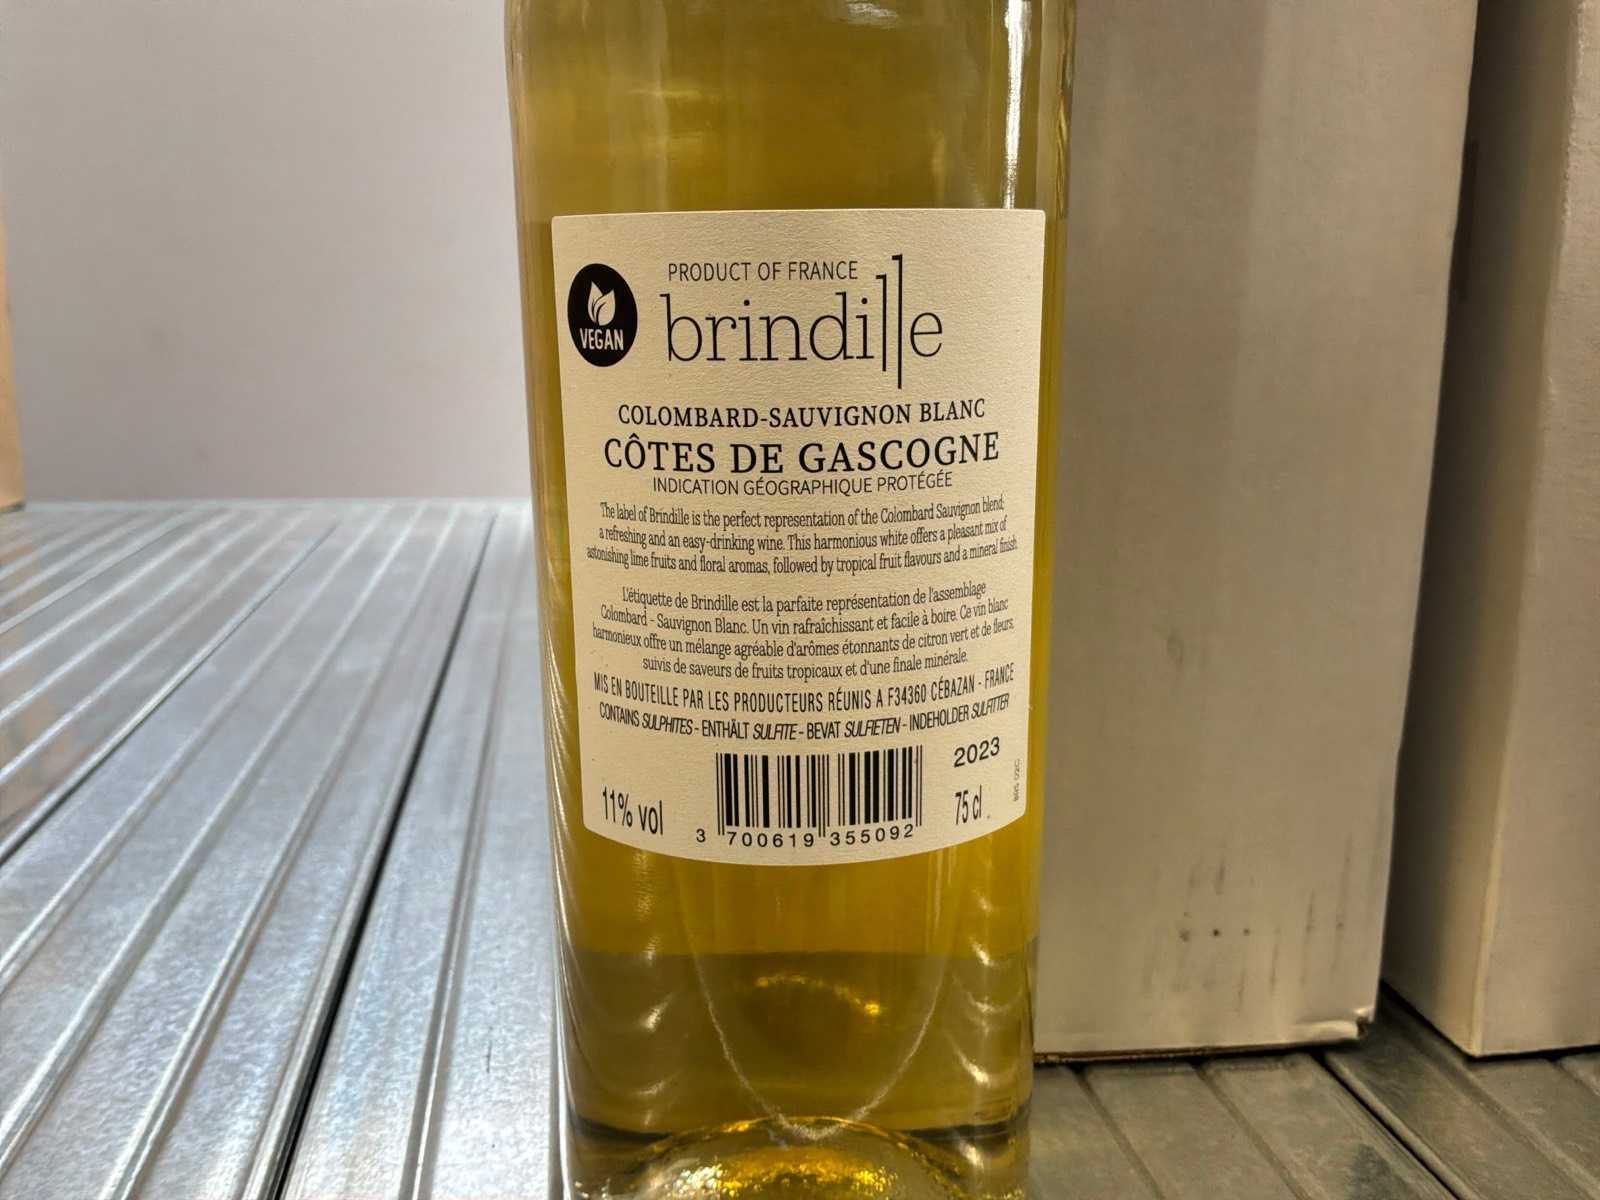 PRODUCT OF FRANCE
brindille
VEGAN
COLOMBARD-SAUVIGNON BLANC
CÔTES DE GASCOGNE
INDICATION GÉOGRAPHIQUE PROTÉGÉE
The label of Brindille is the perfect representation of the Colombard Sauvignon blend;
a refreshing and an easy-drinking wine. This harmonious white offers a pleasant mix of
astonishing lime fruits and floral aromas, followed by tropical fruit flavours and a mineral finish.
L'étiquette de Brindille est la parfaite représentation de l'assemblage
Colombard - Sauvignon Blanc. Un vin rafraîchissant et facile à boire. Ce vin blanc
harmonieux offre un mélange agréable d'arômes étonnants de citron vert et de fleurs,
suivis de saveurs de fruits tropicaux et d'une finale minérale.
MIS EN BOUTEILLE PAR LES PRODUCTEURS RÉUNIS A F34360 CÉBAZAN - FRANCE
CONTAINS SULPHITES - ENTHÄLT SULFITE - BEVAT SULFIETEN - INDEHOLDER SULFITTER
2023
11% vol
75 cl
3 700619 355092